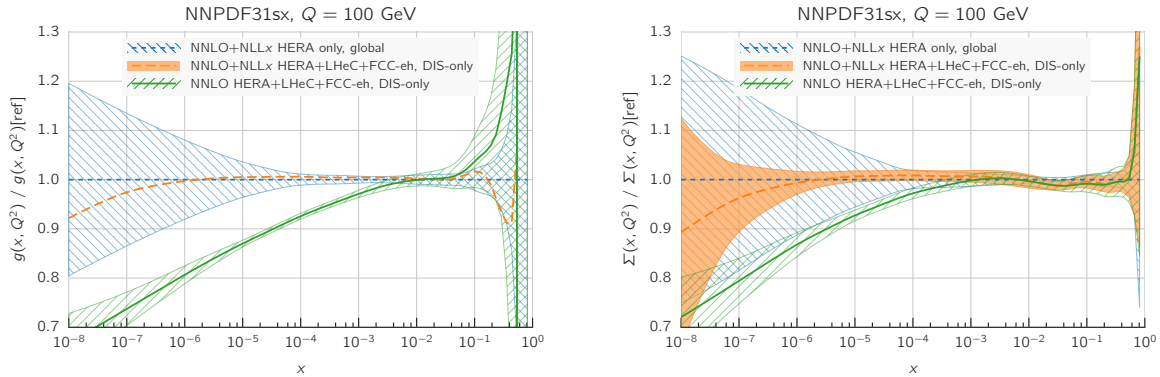 NNPDF31sx, Q = 100 GeV
NNLO+NLLx HERA only, global
NNLO+NLLx HERA+LHeC+FCC-eh, DIS-only
NNLO HERA+LHeC+FCC-eh, DIS-only
g(x, Q²) / g(x, Q²)[ref]
1.3
1.2
1.1
1.0
0.9
0.8
0.7
10⁻⁸ 10⁻⁷ 10⁻⁶ 10⁻⁵ 10⁻⁴ 10⁻³ 10⁻² 10⁻¹ 10⁰
x
NNPDF31sx, Q = 100 GeV
NNLO+NLLx HERA only, global
NNLO+NLLx HERA+LHeC+FCC-eh, DIS-only
NNLO HERA+LHeC+FCC-eh, DIS-only
Σ(x, Q²) / Σ(x, Q²)[ref]
1.3
1.2
1.1
1.0
0.9
0.8
0.7
10⁻⁸ 10⁻⁷ 10⁻⁶ 10⁻⁵ 10⁻⁴ 10⁻³ 10⁻² 10⁻¹ 10⁰
x